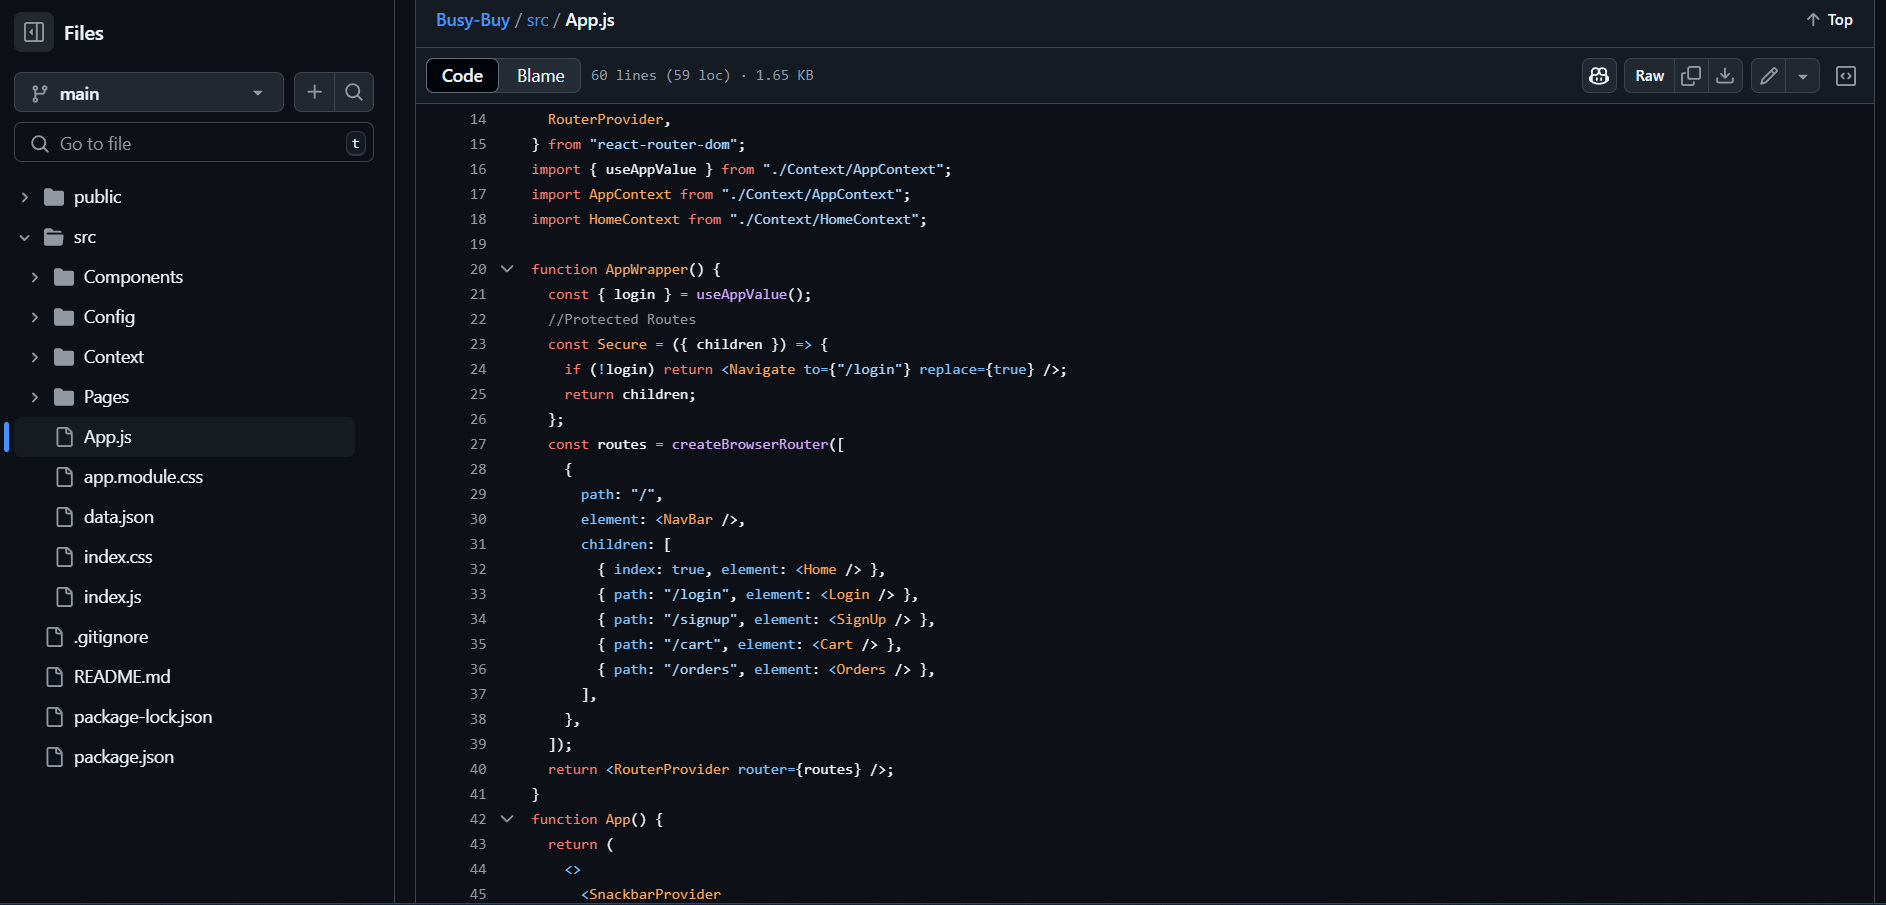 Files
main
Go to file
t
public
src
Components
Config
Context
Pages
App.js
app.module.css
data.json
index.css
index.js
.gitignore
README.md
package-lock.json
package.json
Busy-Buy / src / App.js
Top
Code Blame 60 lines (59 loc) · 1.65 KB
Raw
14 RouterProvider,
15 } from "react-router-dom";
16 import { useAppValue } from "./Context/AppContext";
17 import AppContext from "./Context/AppContext";
18 import HomeContext from "./Context/HomeContext";
19
20 function AppWrapper() {
21 const { login } = useAppValue();
22 //Protected Routes
23 const Secure = ({ children }) => {
24 if (!login) return <Navigate to={"/login"} replace={true} />;
25 return children;
26 };
27 const routes = createBrowserRouter([
28 {
29 path: "/",
30 element: <NavBar />,
31 children: [
32 { index: true, element: <Home /> },
33 { path: "/login", element: <Login /> },
34 { path: "/signup", element: <SignUp /> },
35 { path: "/cart", element: <Cart /> },
36 { path: "/orders", element: <Orders /> },
37 ],
38 },
39 ]);
40 return <RouterProvider router={routes} />;
41 }
42 function App() {
43 return (
44 <>
45 <SnackbarProvider